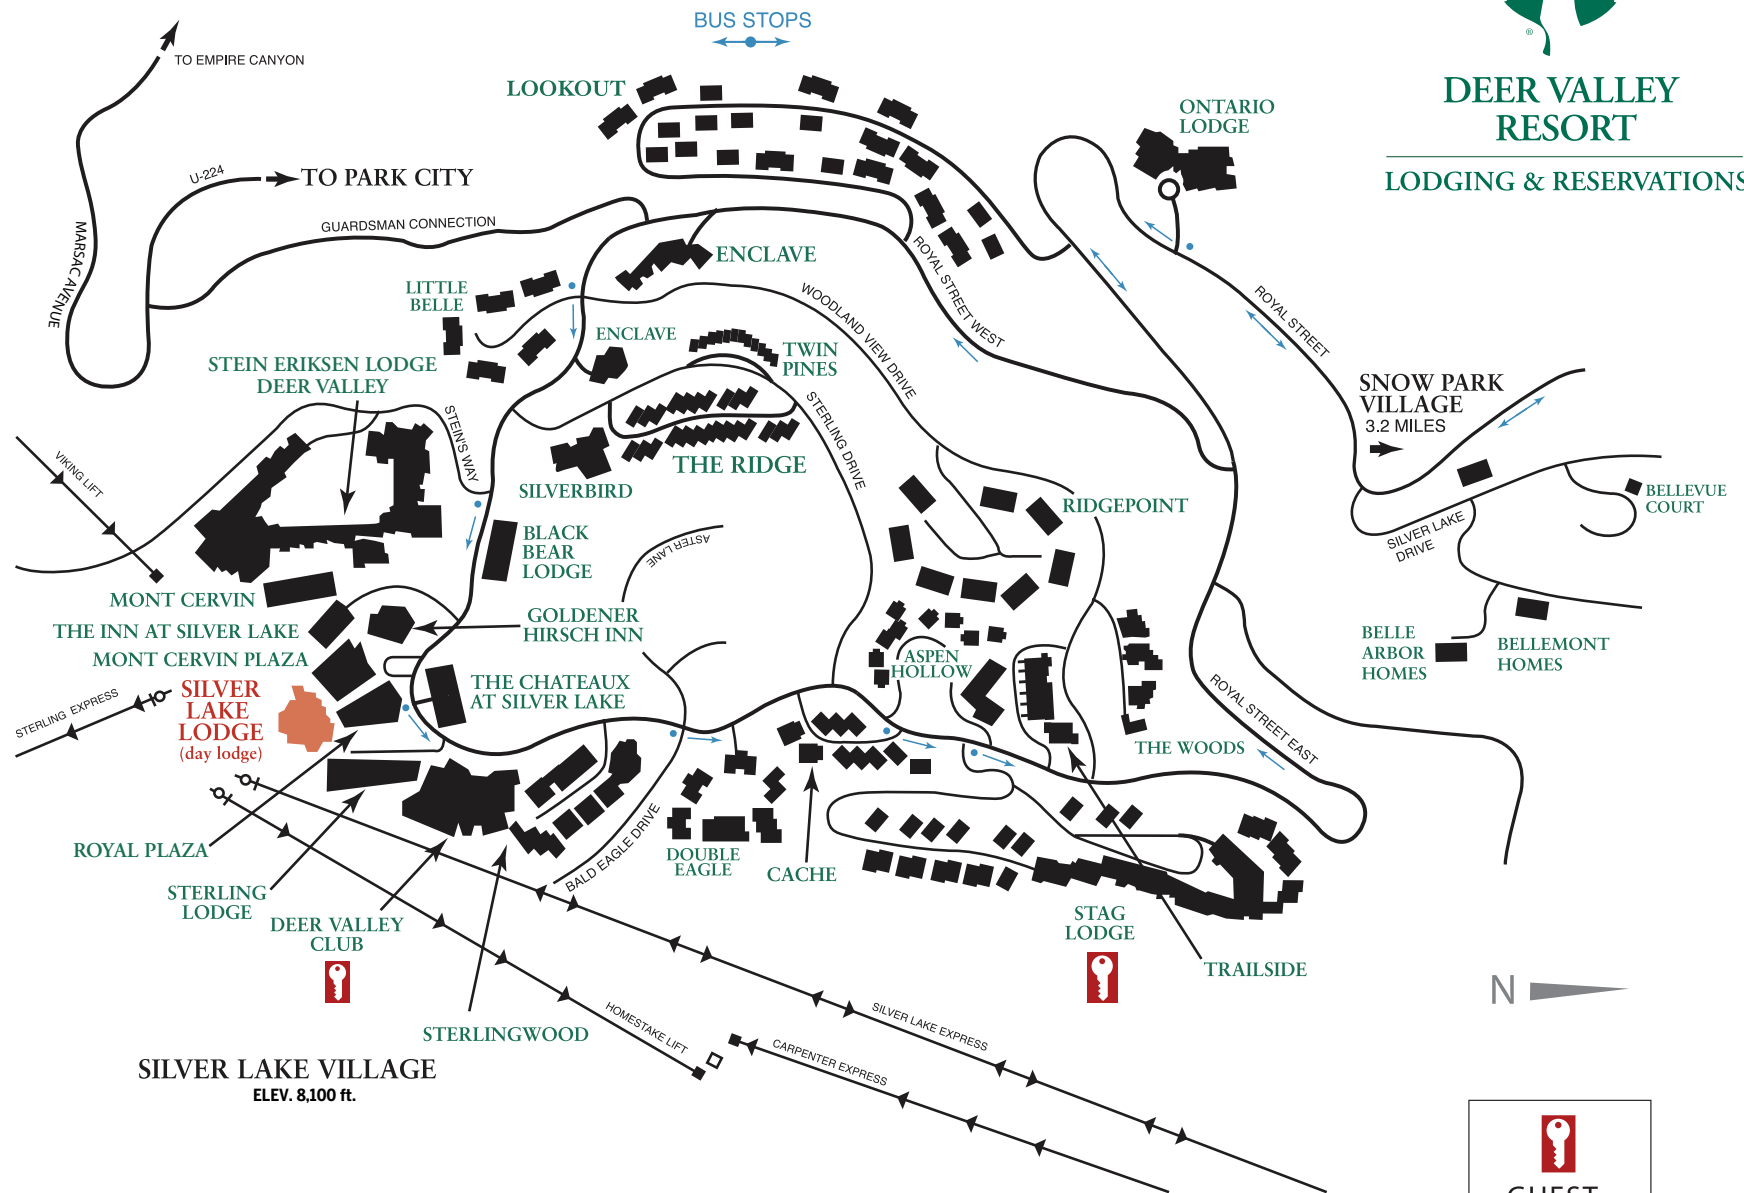 BUS STOPS
TO EMPIRE CANYON
LOOKOUT
ONTARIO
LODGE
®
DEER VALLEY
RESORT
LODGING & RESERVATIONS
U-224
TO PARK CITY
MARSAC AVENUE
GUARDSMAN CONNECTION
ENCLAVE
ROYAL STREET WEST
LITTLE
BELLE
WOODLAND VIEW DRIVE
ROYAL STREET
ENCLAVE
TWIN
PINES
STEIN ERIKSEN LODGE
DEER VALLEY
SNOW PARK
VILLAGE
3.2 MILES
STEIN'S WAY
STERLING DRIVE
VIKING LIFT
THE RIDGE
SILVERBIRD
RIDGEPOINT
BELLEVUE
COURT
SILVER LAKE
DRIVE
BLACK
BEAR
LODGE
ASTER LANE
MONT CERVIN
GOLDENER
HIRSCH INN
THE INN AT SILVER LAKE
MONT CERVIN PLAZA
ASPEN
HOLLOW
BELLE
ARBOR
HOMES
BELLEMONT
HOMES
THE CHATEAUX
AT SILVER LAKE
STERLING EXPRESS
SILVER
LAKE
LODGE
(day lodge)
ROYAL STREET EAST
THE WOODS
ROYAL PLAZA
BALD EAGLE DRIVE
DOUBLE
EAGLE
CACHE
STERLING
LODGE
DEER VALLEY
CLUB
STAG
LODGE
TRAILSIDE
N
STERLINGWOOD
HOMESTAKE LIFT
SILVER LAKE EXPRESS
CARPENTER EXPRESS
SILVER LAKE VILLAGE
ELEV. 8,100 ft.